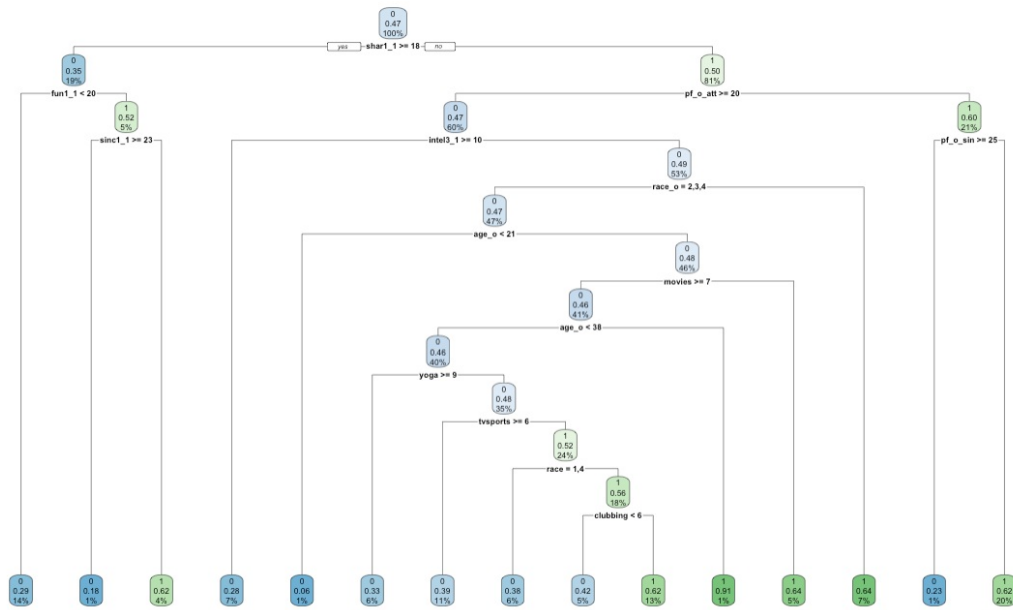 0
0.47
100%
yes shar1_1 >= 18 no
0
0.35
19%
1
0.50
81%
fun1_1 < 20
pf_o_att >= 20
1
0.52
5%
0
0.47
60%
1
0.60
21%
sinc1_1 >= 23
intel3_1 >= 10
pf_o_sin >= 25
0
0.49
53%
race_o = 2,3,4
0
0.47
47%
age_o < 21
0
0.48
46%
movies >= 7
0
0.46
41%
age_o < 38
0
0.46
40%
yoga >= 9
0
0.48
35%
tvsports >= 6
1
0.52
24%
race = 1,4
1
0.56
18%
clubbing < 6
0 0 1 0 0 0 0 0 0 1 1 1 1 0 1
0.29 0.18 0.62 0.28 0.06 0.33 0.39 0.38 0.42 0.62 0.91 0.64 0.64 0.23 0.62
14% 1% 4% 7% 1% 6% 11% 6% 5% 13% 1% 5% 7% 1% 20%